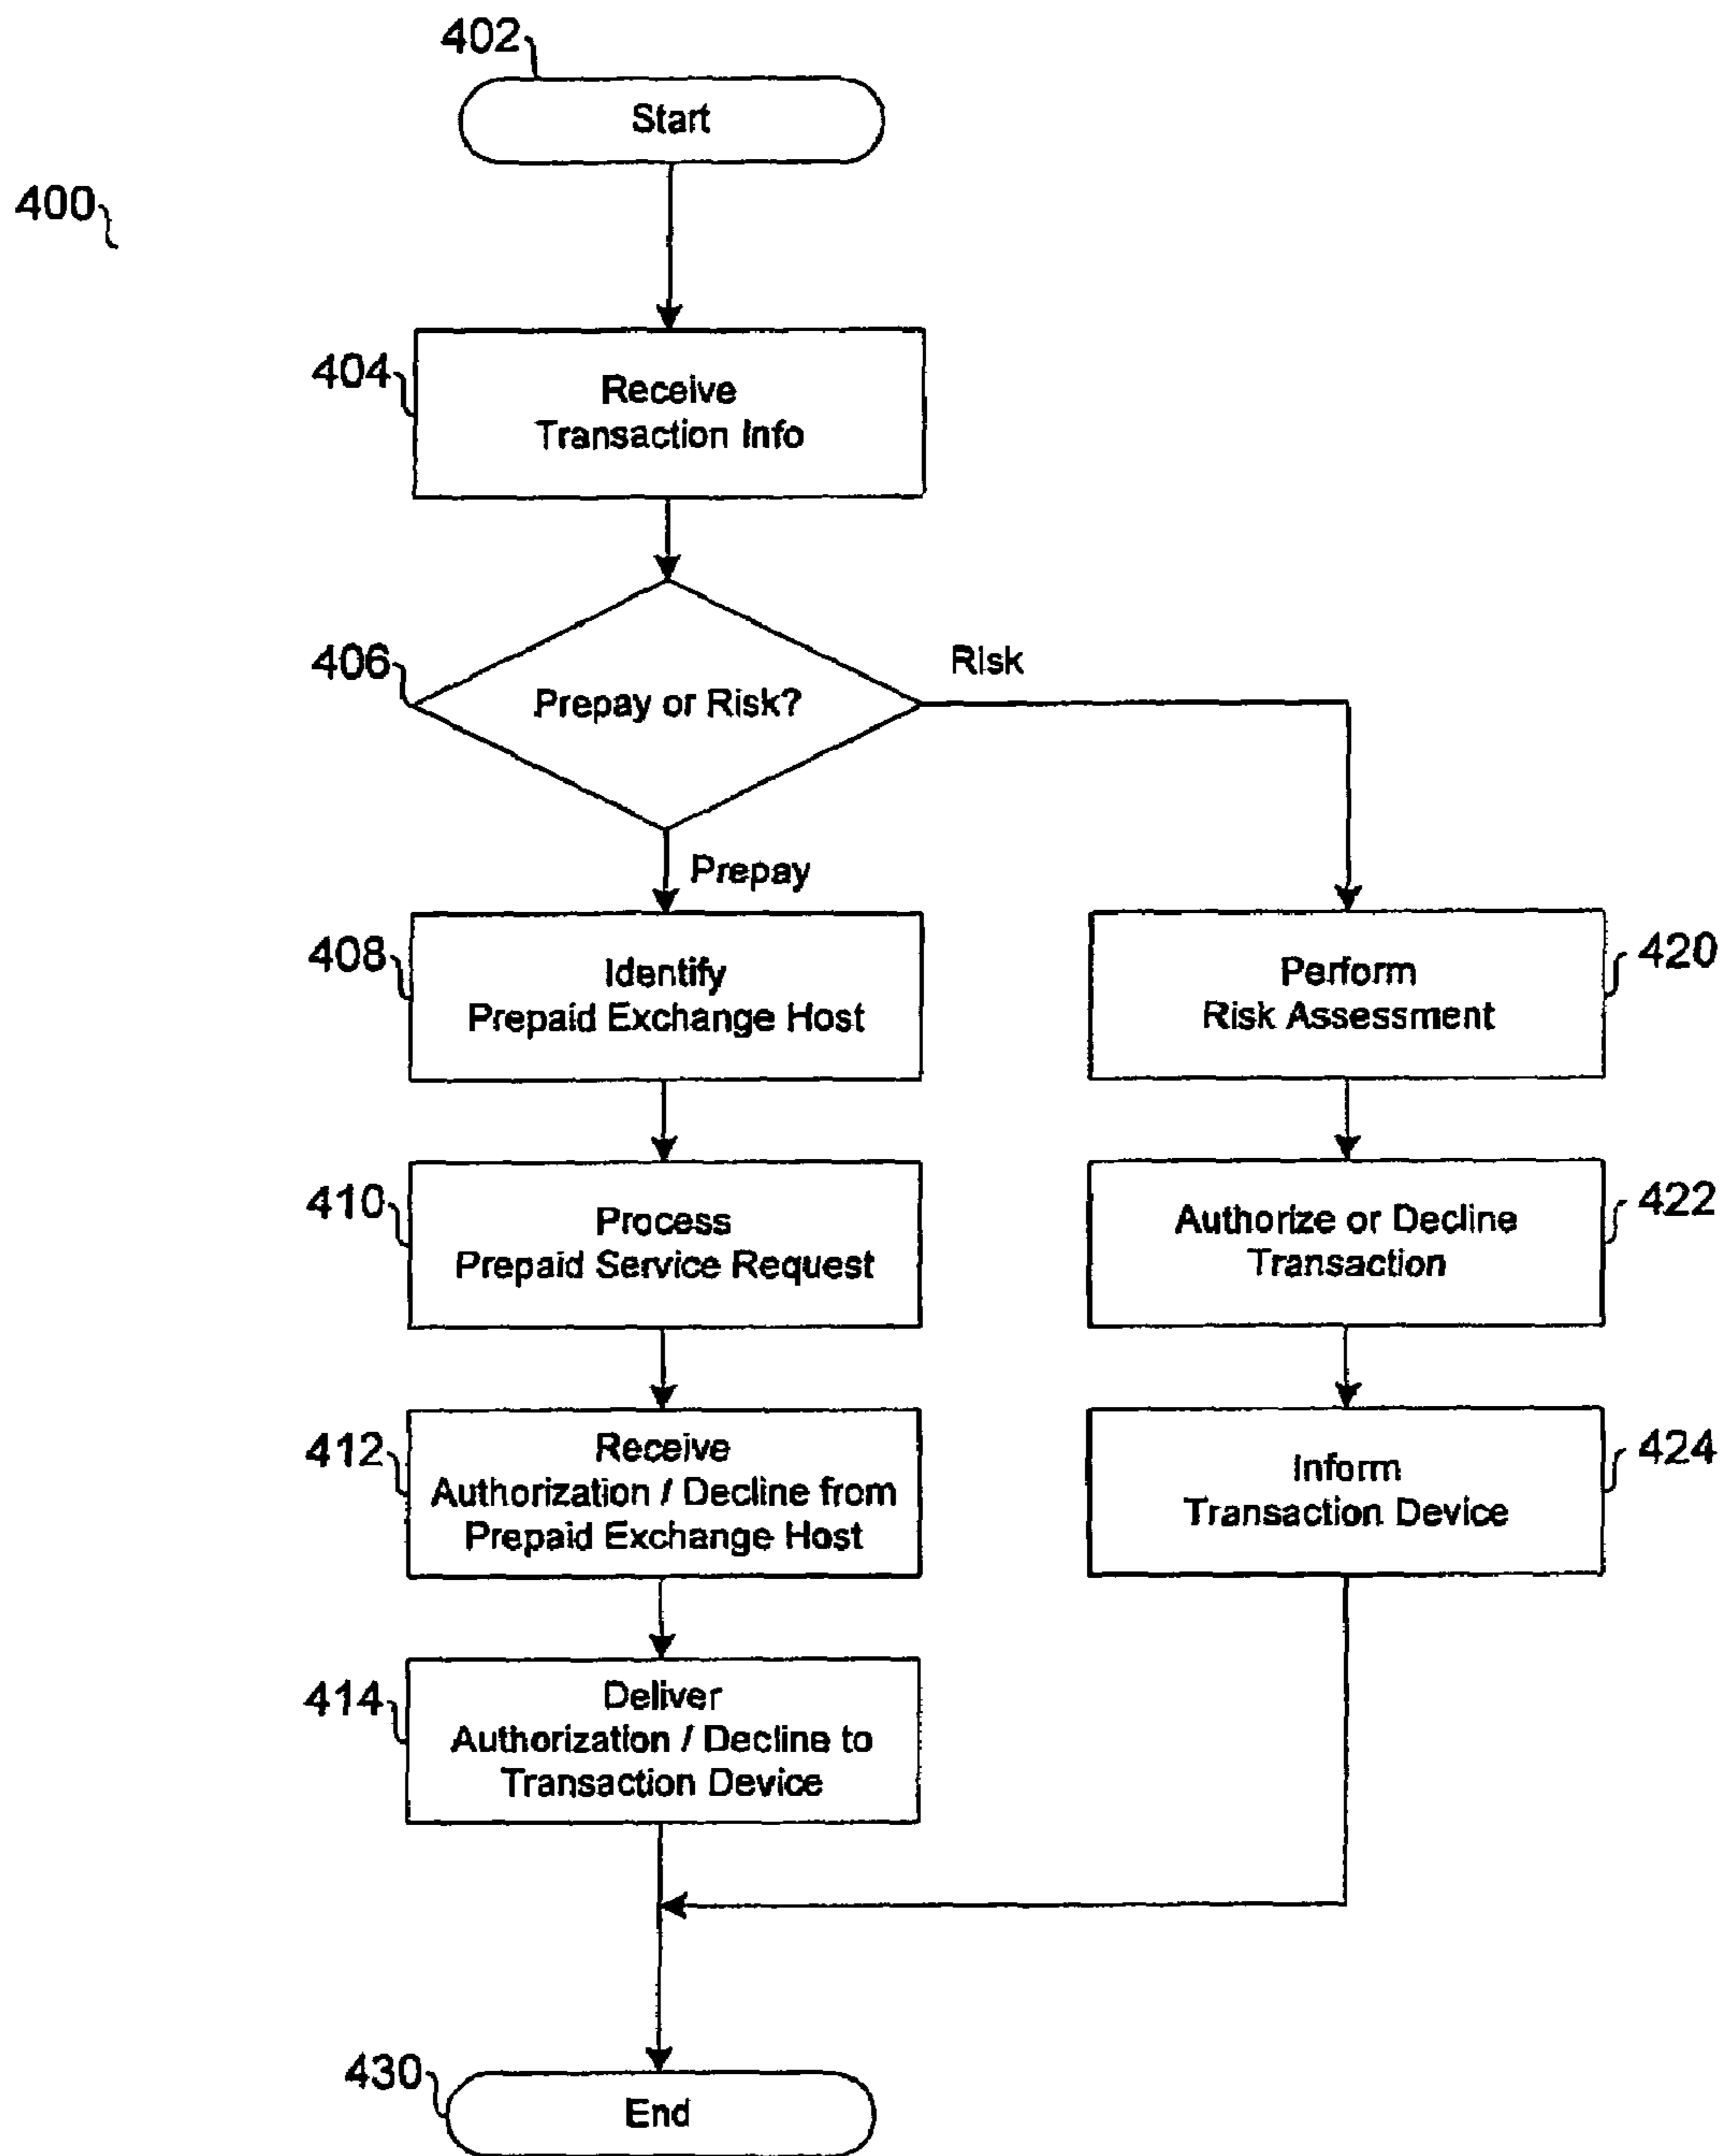 402
Start
400
404
Receive
Transaction Info
406
Prepay or Risk?
Risk
Prepay
408
Identify
Prepaid Exchange Host
420
Perform
Risk Assessment
410
Process
Prepaid Service Request
422
Authorize or Decline
Transaction
412
Receive
Authorization / Decline from
Prepaid Exchange Host
424
Inform
Transaction Device
414
Deliver
Authorization / Decline to
Transaction Device
430
End